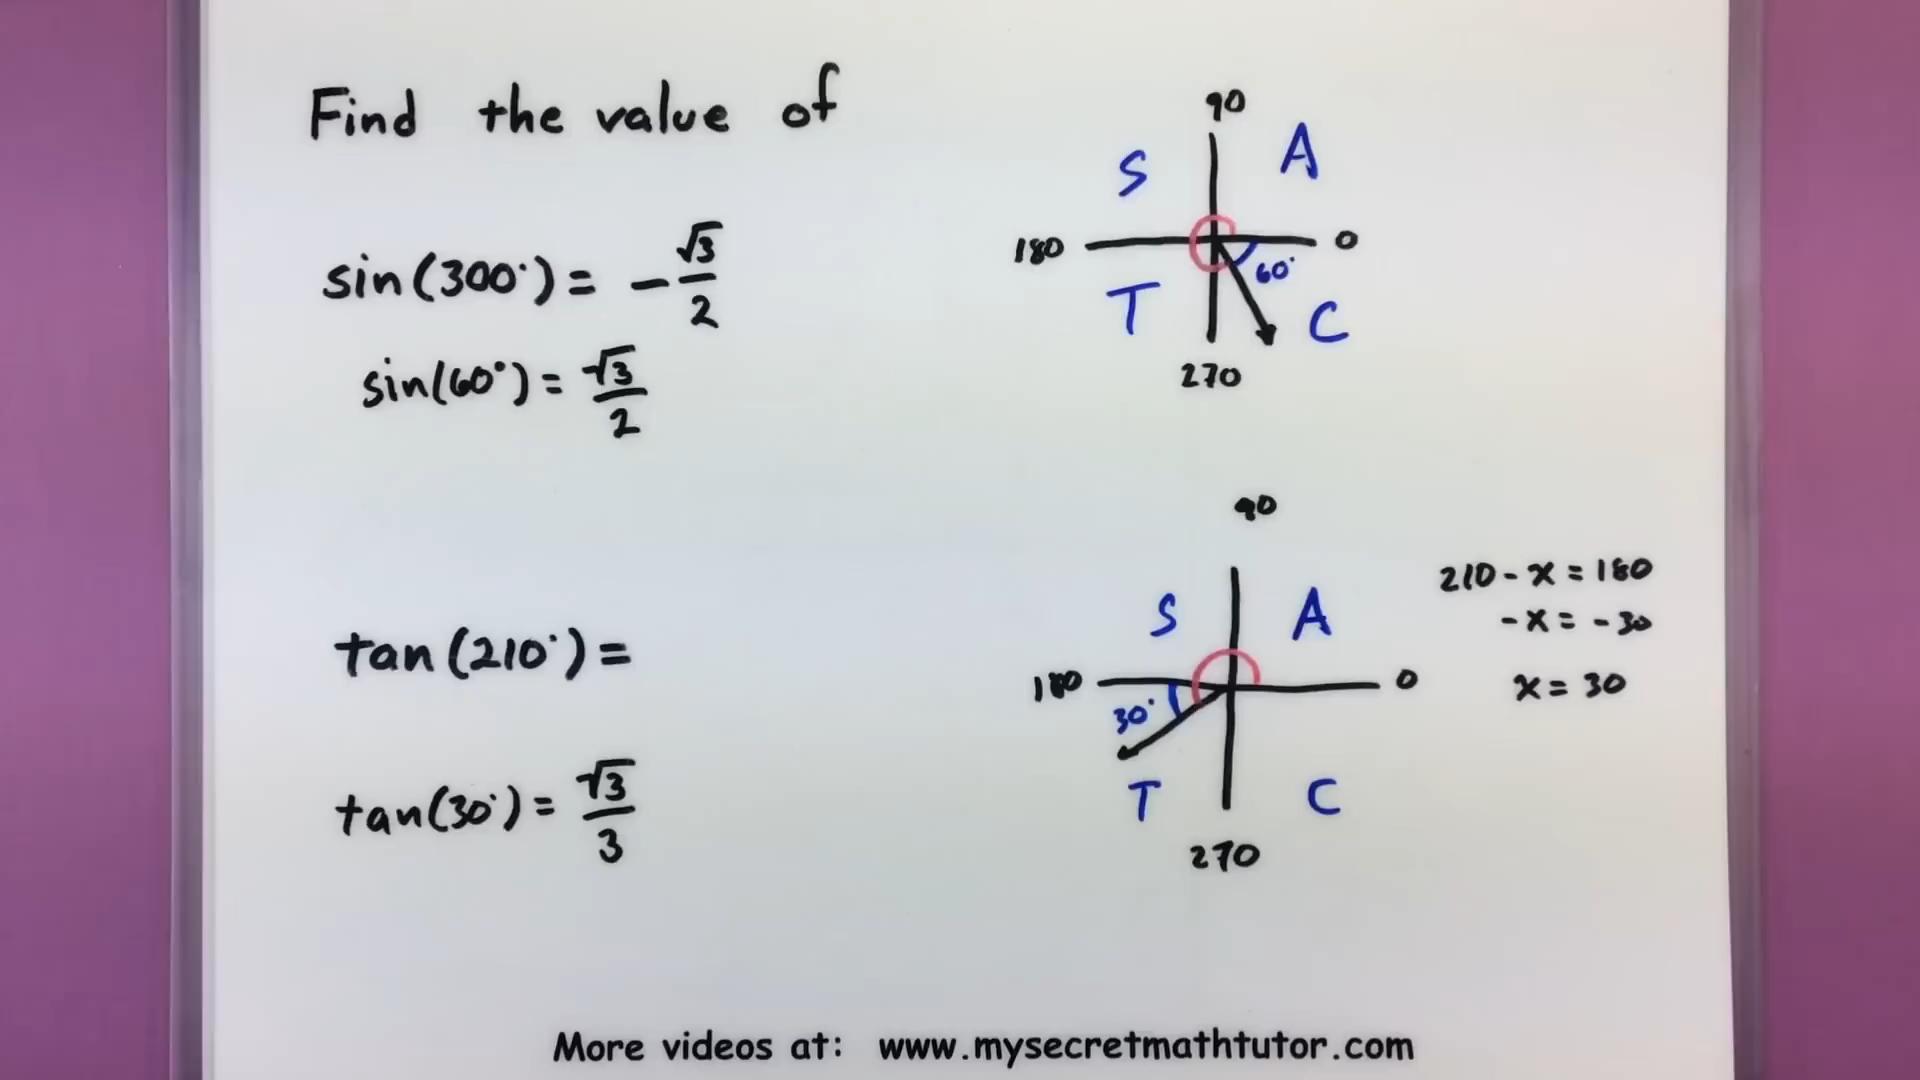 Find the value of
sin(300°) = -√3/2
sin(60°) = √3/2
90
S A
180 0
60°
T C
270
tan(210°) =
tan(30°) = √3/3
90
S A
180 0
30°
T C
270
210 - x = 180
-x = -30
x = 30
More videos at: www.mysecretmathtutor.com